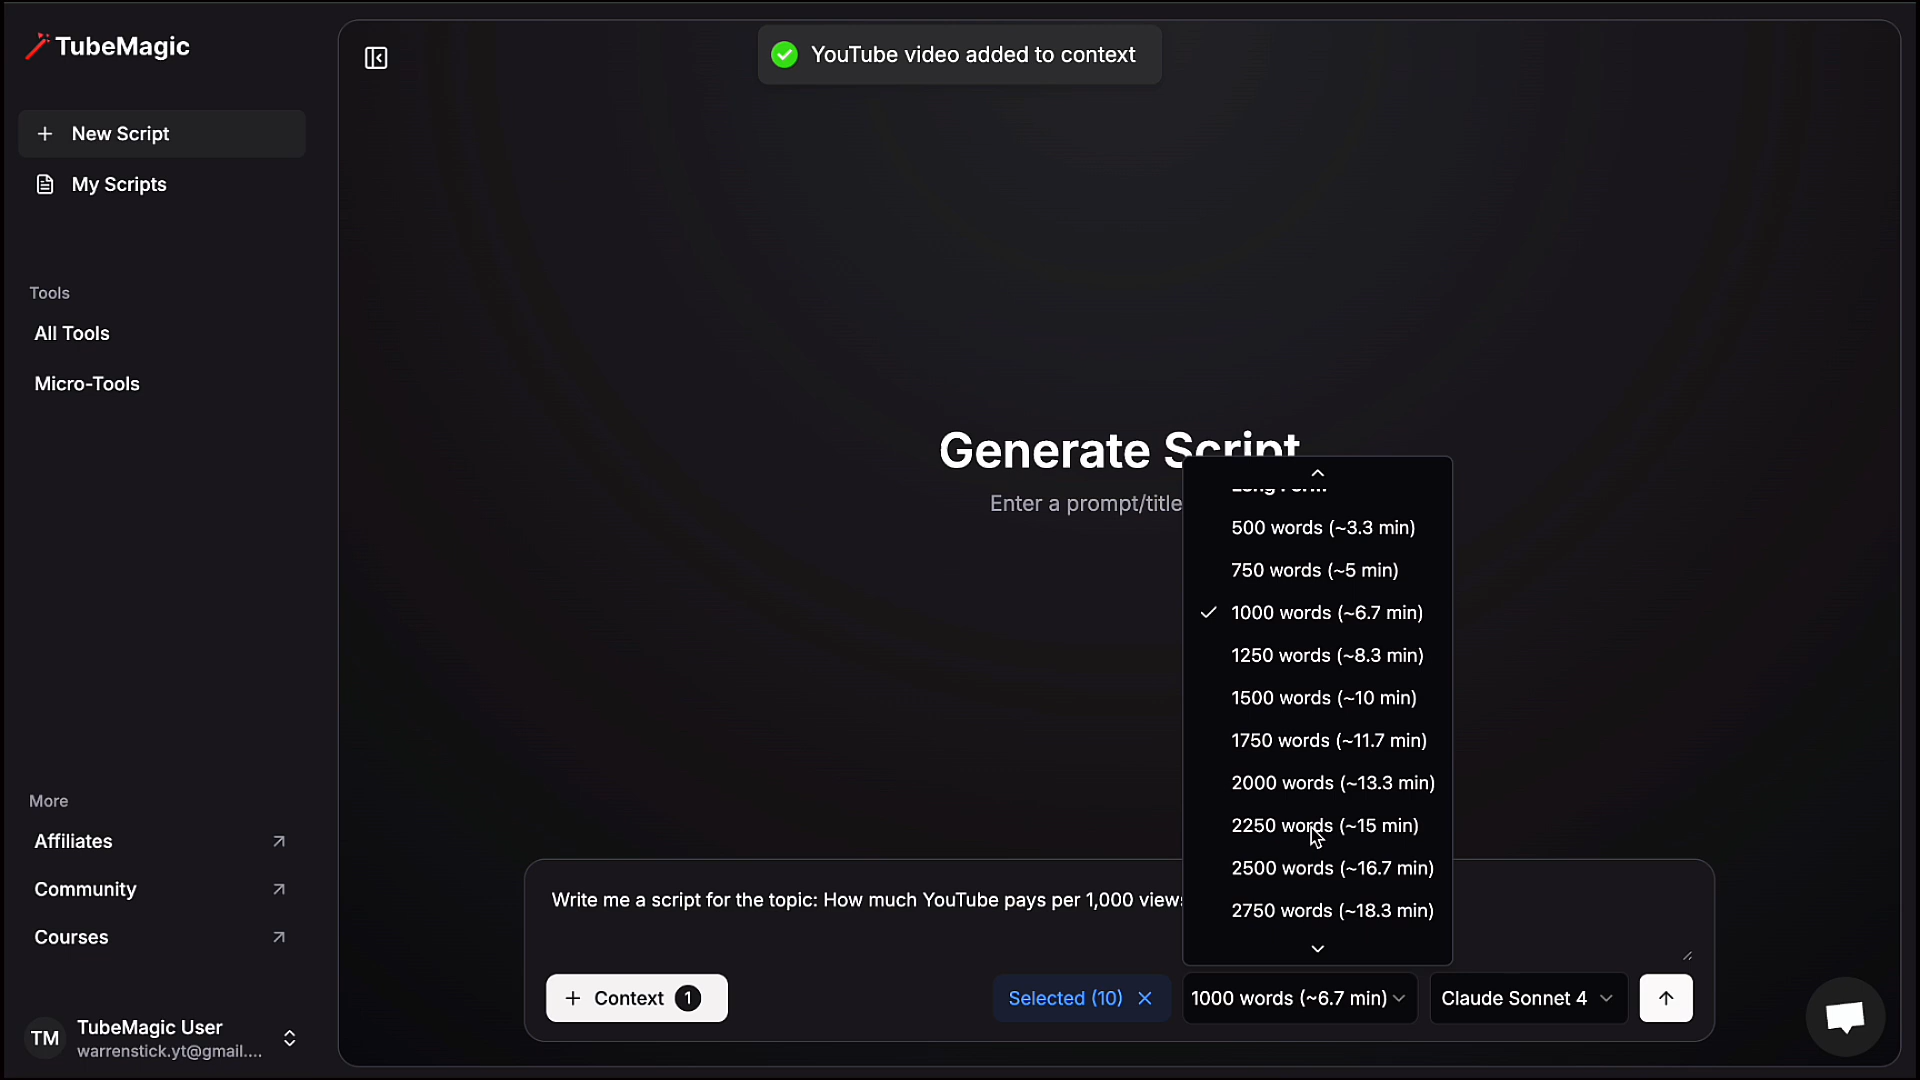 TubeMagic
YouTube video added to context
New Script
My Scripts
Tools
All Tools
Micro-Tools
Generate Script
Enter a prompt/title
500 words (~3.3 min)
750 words (~5 min)
1000 words (~6.7 min)
1250 words (~8.3 min)
1500 words (~10 min)
1750 words (~11.7 min)
2000 words (~13.3 min)
2250 words (~15 min)
2500 words (~16.7 min)
2750 words (~18.3 min)
More
Affiliates
Community
Courses
Write me a script for the topic: How much YouTube pays per 1,000 views
Context 1
Selected (10)
1000 words (~6.7 min)
Claude Sonnet 4
TM
TubeMagic User
warrenstick.yt@gmail....